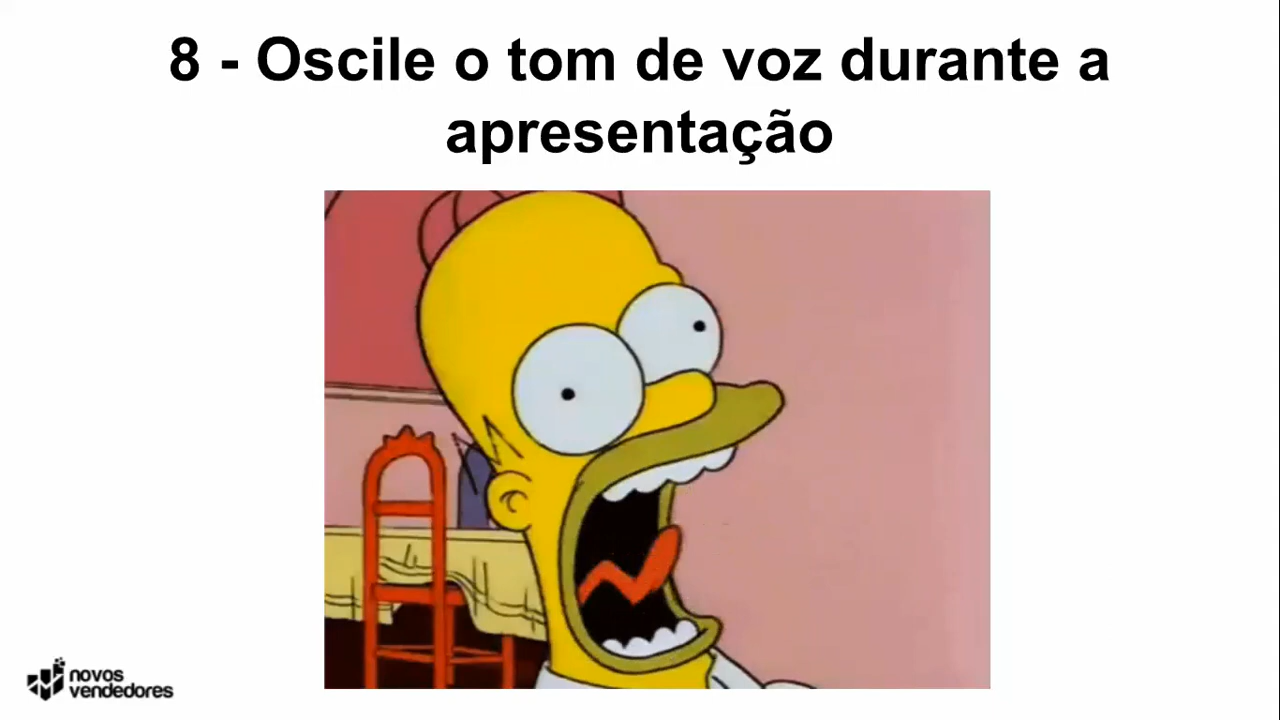 8 - Oscile o tom de voz durante a
apresentação
novos
vendedores